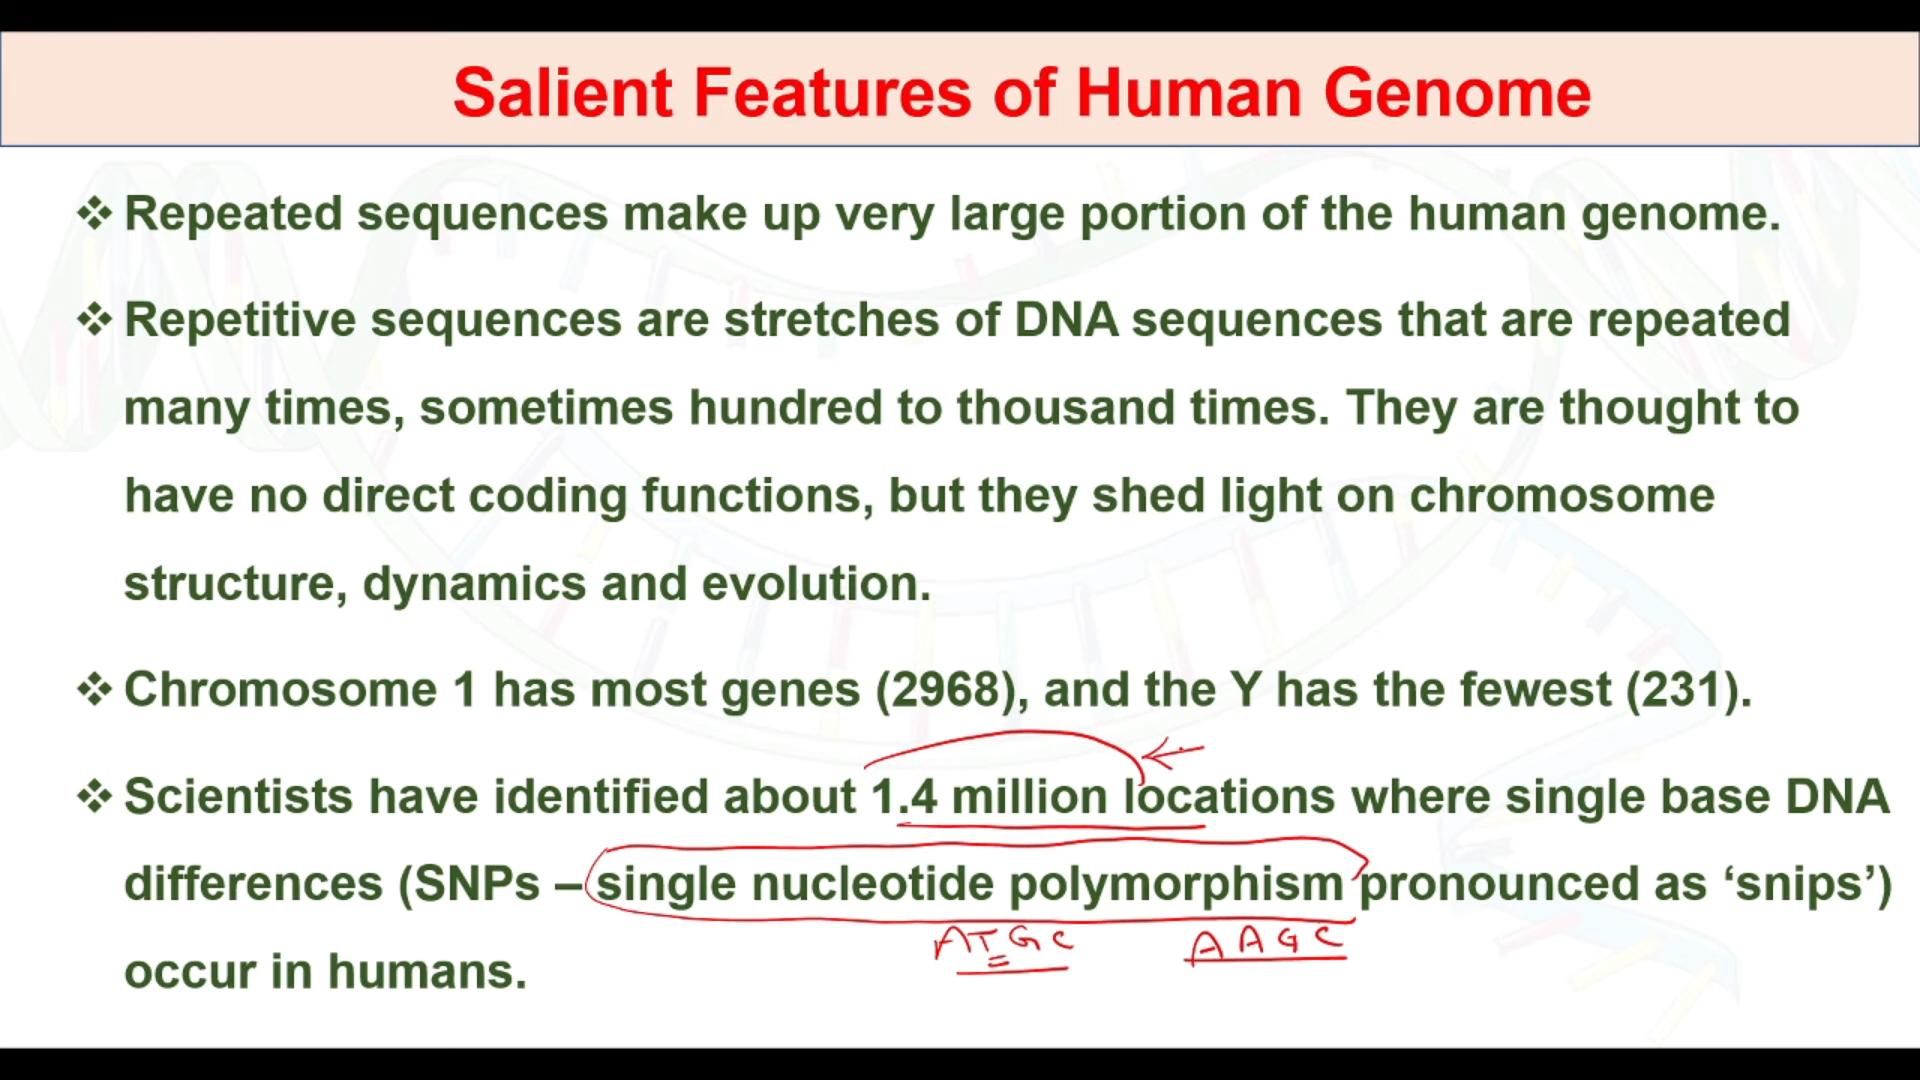 Salient Features of Human Genome
❖ Repeated sequences make up very large portion of the human genome.
❖ Repetitive sequences are stretches of DNA sequences that are repeated
many times, sometimes hundred to thousand times. They are thought to
have no direct coding functions, but they shed light on chromosome
structure, dynamics and evolution.
❖ Chromosome 1 has most genes (2968), and the Y has the fewest (231).
❖ Scientists have identified about 1.4 million locations where single base DNA
differences (SNPs – single nucleotide polymorphism pronounced as ‘snips’)
ATGC AAGC
occur in humans.